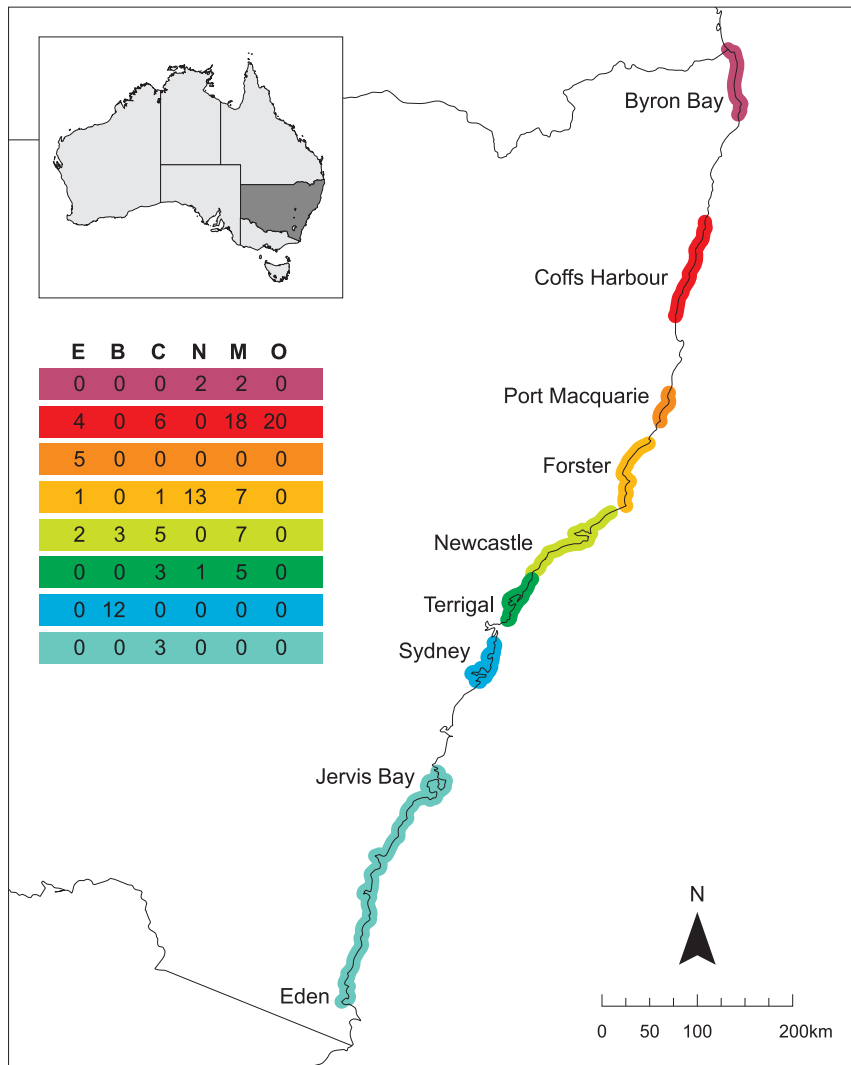 Byron Bay
Coffs Harbour
E B C N M O
0 0 0 2 2 0
4 0 6 0 18 20
5 0 0 0 0 0
1 0 1 13 7 0
2 3 5 0 7 0
0 0 3 1 5 0
0 12 0 0 0 0
0 0 3 0 0 0
Port Macquarie
Forster
Newcastle
Terrigal
Sydney
Jervis Bay
Eden
N
0 50 100 200km